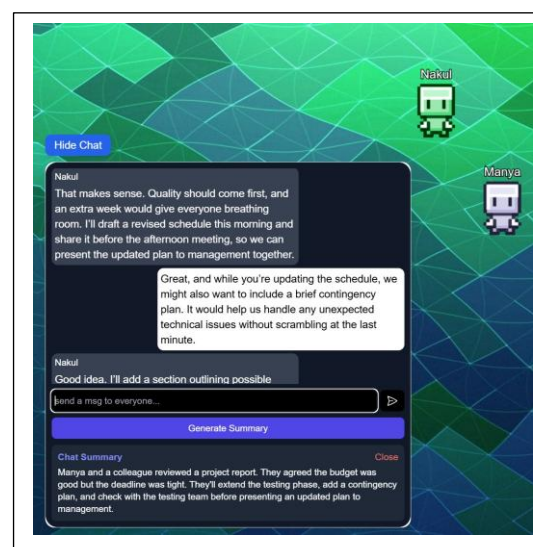 Nakul
Manya
Hide Chat
Nakul
That makes sense. Quality should come first, and
an extra week would give everyone breathing
room. I'll draft a revised schedule this morning and
share it before the afternoon meeting, so we can
present the updated plan to management together.
Great, and while you're updating the schedule, we
might also want to include a brief contingency
plan. It would help us handle any unexpected
technical issues without scrambling at the last
minute.
Nakul
Good idea. I'll add a section outlining possible
send a msg to everyone...
Generate Summary
Chat Summary
Close
Manya and a colleague reviewed a project report. They agreed the budget was
good but the deadline was tight. They'll extend the testing phase, add a contingency
plan, and check with the testing team before presenting an updated plan to
management.